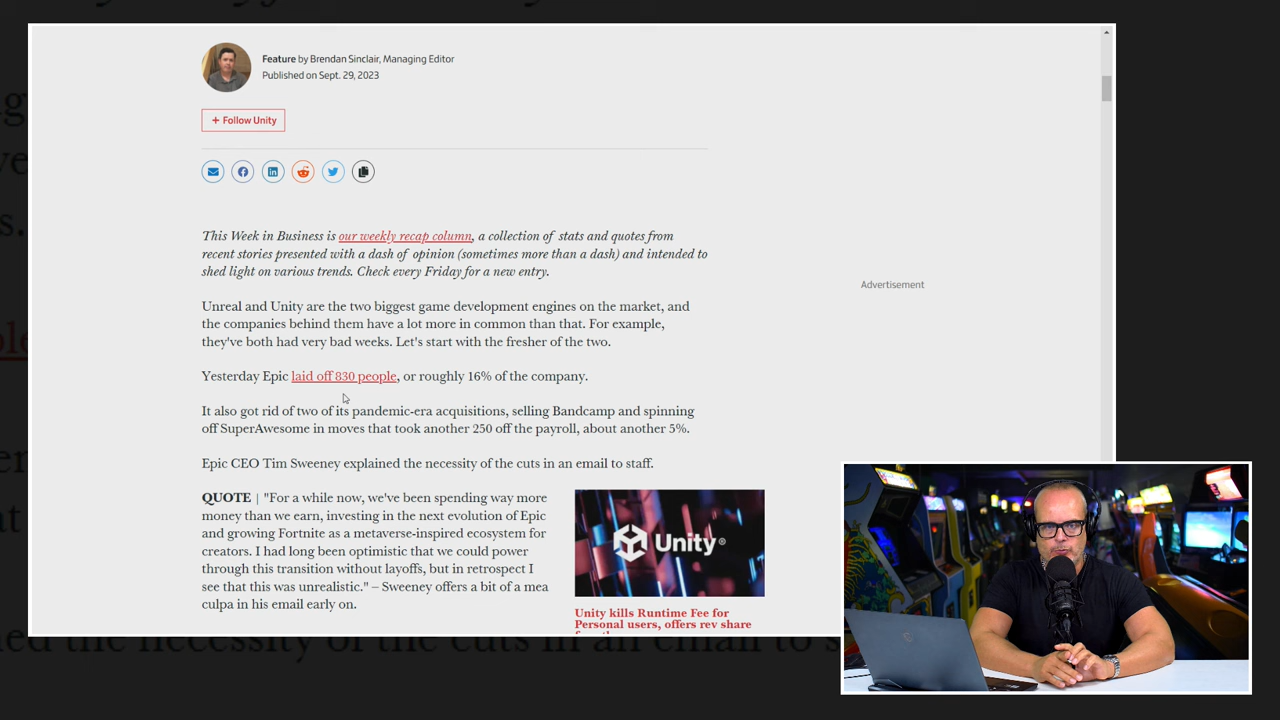 Feature by Brendan Sinclair, Managing Editor
Published on Sept. 29, 2023
+ Follow Unity
This Week in Business is our weekly recap column, a collection of stats and quotes from
recent stories presented with a dash of opinion (sometimes more than a dash) and intended to
shed light on various trends. Check every Friday for a new entry.
Unreal and Unity are the two biggest game development engines on the market, and
the companies behind them have a lot more in common than that. For example,
they've both had very bad weeks. Let's start with the fresher of the two.
Advertisement
Yesterday Epic laid off 830 people, or roughly 16% of the company.
It also got rid of two of its pandemic-era acquisitions, selling Bandcamp and spinning
off SuperAwesome in moves that took another 250 off the payroll, about another 5%.
Epic CEO Tim Sweeney explained the necessity of the cuts in an email to staff.
QUOTE | "For a while now, we've been spending way more
money than we earn, investing in the next evolution of Epic
and growing Fortnite as a metaverse-inspired ecosystem for
creators. I had long been optimistic that we could power
through this transition without layoffs, but in retrospect I
see that this was unrealistic." – Sweeney offers a bit of a mea
culpa in his email early on.
Unity®
Unity kills Runtime Fee for
Personal users, offers rev share